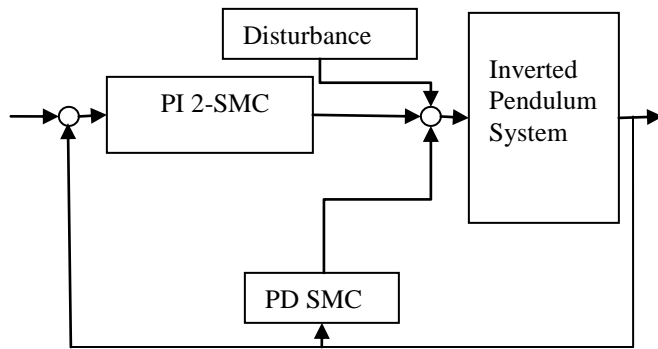 Disturbance
PI 2-SMC
Inverted
Pendulum
System
PD SMC